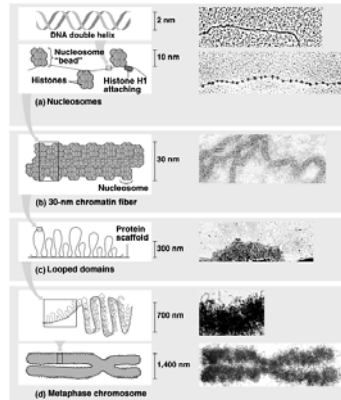 2 nm
DNA double helix
Nucleosome
"bead"
10 nm
Histones
Histone H1
attaching
(a) Nucleosomes
30 nm
Nucleosome
(b) 30-nm chromatin fiber
Protein
scaffold
300 nm
(c) Looped domains
700 nm
1,400 nm
(d) Metaphase chromosome